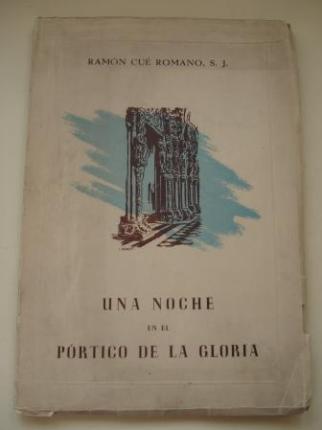 RAMÓN CUÉ ROMANO, S. J.
UNA NOCHE
EN EL
PÓRTICO DE LA GLORIA